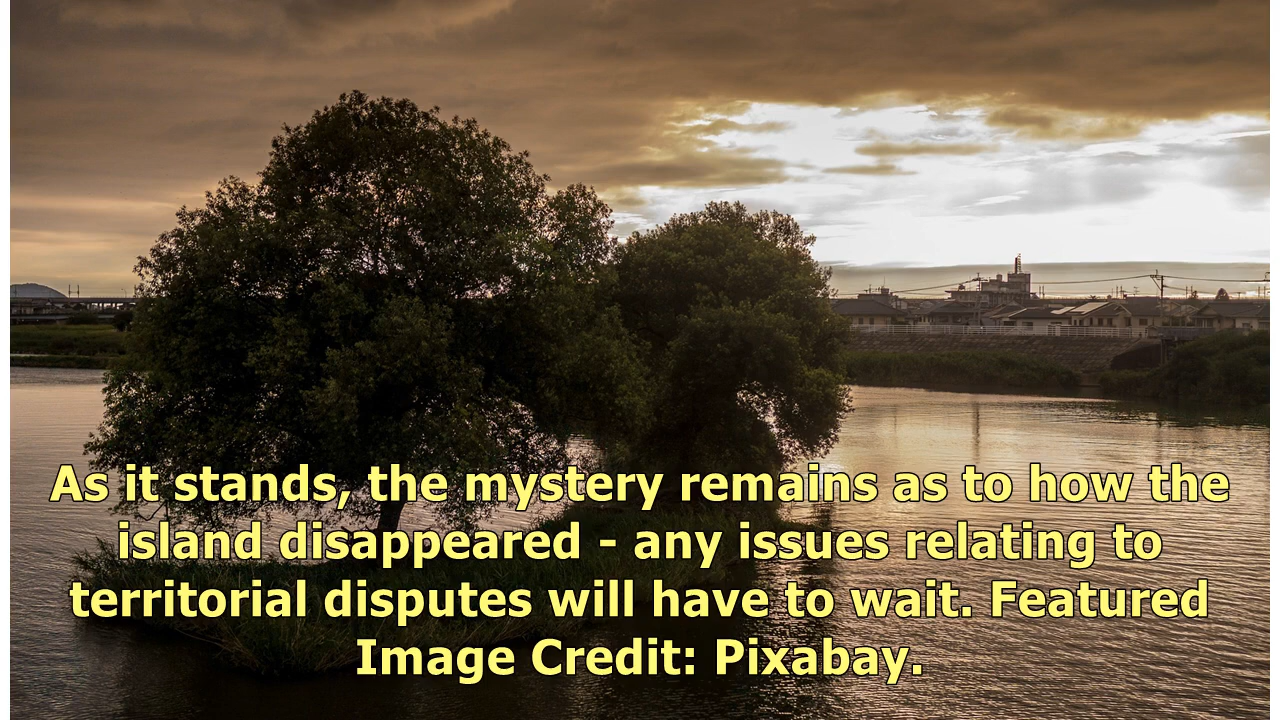 As it stands, the mystery remains as to how the
island disappeared - any issues relating to
territorial disputes will have to wait. Featured
Image Credit: Pixabay.